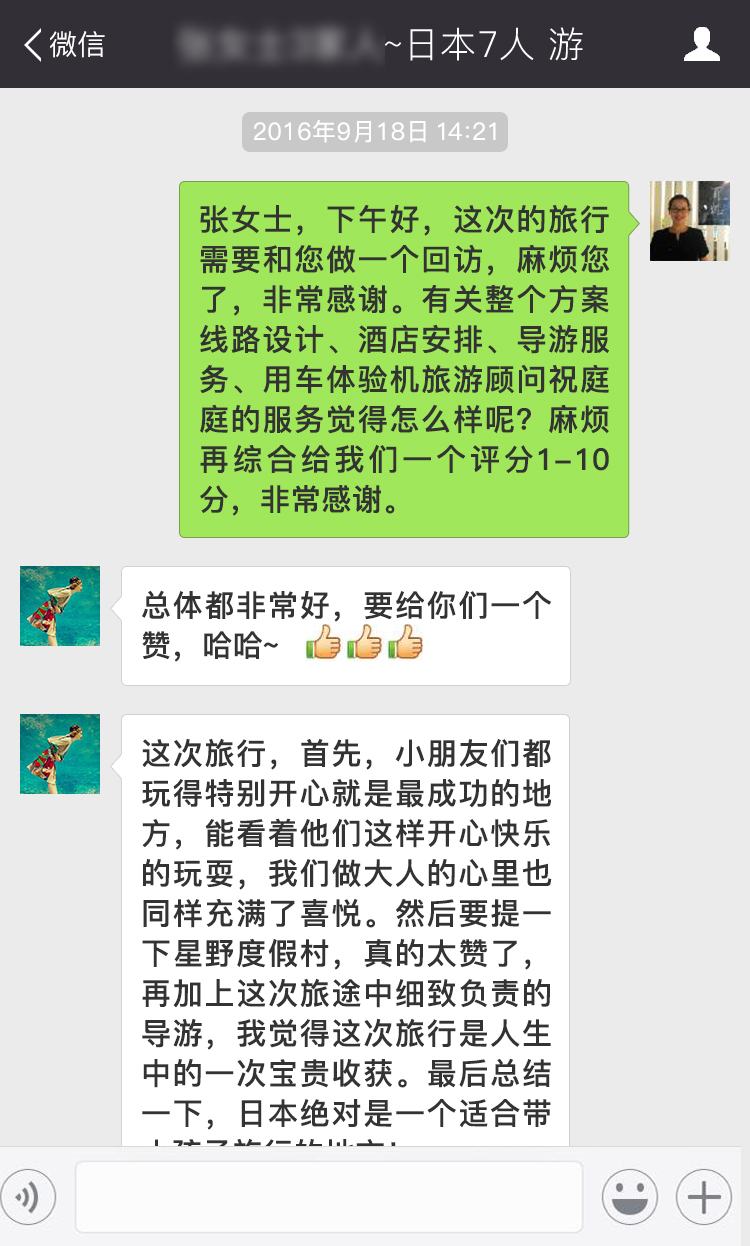 微信
~日本7人 游
2016年9月18日 14:21
张女士，下午好，这次的旅行
需要和您做一个回访，麻烦您
了，非常感谢。有关整个方案
线路设计、酒店安排、导游服
务、用车体验机旅游顾问祝庭
庭的服务觉得怎么样呢？麻烦
再综合给我们一个评分1-10
分，非常感谢。
总体都非常好，要给你们一个
赞，哈哈~
这次旅行，首先，小朋友们都
玩得特别开心就是最成功的地
方，能看着他们这样开心快乐
的玩耍，我们做大人的心里也
同样充满了喜悦。然后要提一
下星野度假村，真的太赞了，
再加上这次旅途中细致负责的
导游，我觉得这次旅行是人生
中的一次宝贵收获。最后总结
一下，日本绝对是一个适合带